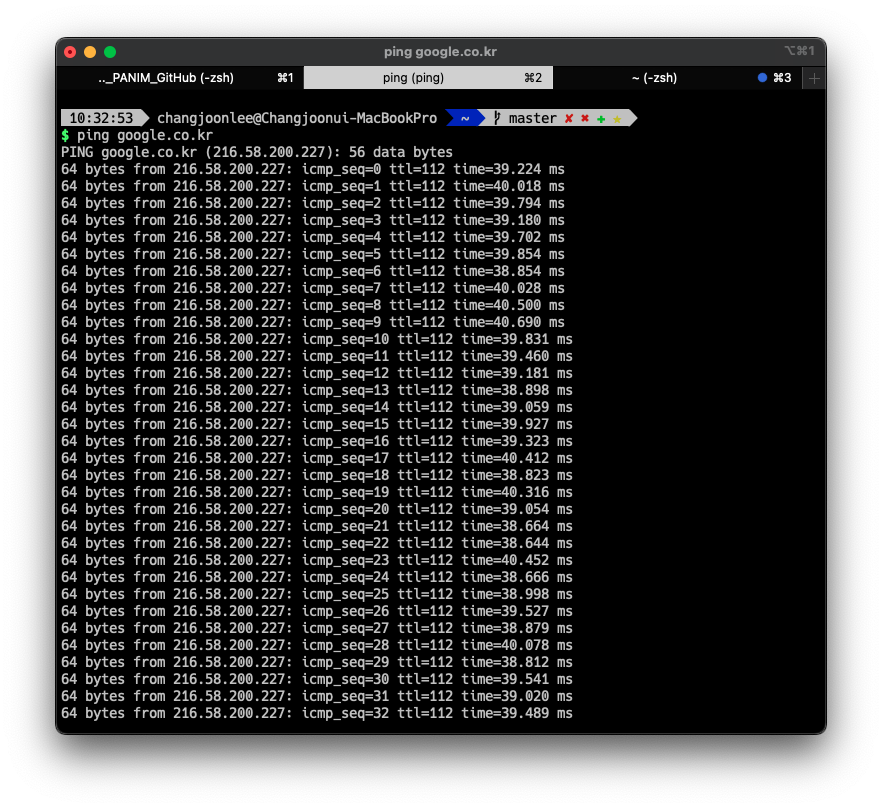 ping google.co.kr
⌥⌘1
.._PANIM_GitHub (-zsh) ⌘1
ping (ping) ⌘2
~ (-zsh) ⌘3
10:32:53 changjoonlee@Changjoonui-MacBookPro ~ master ✘ ✖ ✚ ★
$ ping google.co.kr
PING google.co.kr (216.58.200.227): 56 data bytes
64 bytes from 216.58.200.227: icmp_seq=0 ttl=112 time=39.224 ms
64 bytes from 216.58.200.227: icmp_seq=1 ttl=112 time=40.018 ms
64 bytes from 216.58.200.227: icmp_seq=2 ttl=112 time=39.794 ms
64 bytes from 216.58.200.227: icmp_seq=3 ttl=112 time=39.180 ms
64 bytes from 216.58.200.227: icmp_seq=4 ttl=112 time=39.702 ms
64 bytes from 216.58.200.227: icmp_seq=5 ttl=112 time=39.854 ms
64 bytes from 216.58.200.227: icmp_seq=6 ttl=112 time=38.854 ms
64 bytes from 216.58.200.227: icmp_seq=7 ttl=112 time=40.028 ms
64 bytes from 216.58.200.227: icmp_seq=8 ttl=112 time=40.500 ms
64 bytes from 216.58.200.227: icmp_seq=9 ttl=112 time=40.690 ms
64 bytes from 216.58.200.227: icmp_seq=10 ttl=112 time=39.831 ms
64 bytes from 216.58.200.227: icmp_seq=11 ttl=112 time=39.460 ms
64 bytes from 216.58.200.227: icmp_seq=12 ttl=112 time=39.181 ms
64 bytes from 216.58.200.227: icmp_seq=13 ttl=112 time=38.898 ms
64 bytes from 216.58.200.227: icmp_seq=14 ttl=112 time=39.059 ms
64 bytes from 216.58.200.227: icmp_seq=15 ttl=112 time=39.927 ms
64 bytes from 216.58.200.227: icmp_seq=16 ttl=112 time=39.323 ms
64 bytes from 216.58.200.227: icmp_seq=17 ttl=112 time=40.412 ms
64 bytes from 216.58.200.227: icmp_seq=18 ttl=112 time=38.823 ms
64 bytes from 216.58.200.227: icmp_seq=19 ttl=112 time=40.316 ms
64 bytes from 216.58.200.227: icmp_seq=20 ttl=112 time=39.054 ms
64 bytes from 216.58.200.227: icmp_seq=21 ttl=112 time=38.664 ms
64 bytes from 216.58.200.227: icmp_seq=22 ttl=112 time=38.644 ms
64 bytes from 216.58.200.227: icmp_seq=23 ttl=112 time=40.452 ms
64 bytes from 216.58.200.227: icmp_seq=24 ttl=112 time=38.666 ms
64 bytes from 216.58.200.227: icmp_seq=25 ttl=112 time=38.998 ms
64 bytes from 216.58.200.227: icmp_seq=26 ttl=112 time=39.527 ms
64 bytes from 216.58.200.227: icmp_seq=27 ttl=112 time=38.879 ms
64 bytes from 216.58.200.227: icmp_seq=28 ttl=112 time=40.078 ms
64 bytes from 216.58.200.227: icmp_seq=29 ttl=112 time=38.812 ms
64 bytes from 216.58.200.227: icmp_seq=30 ttl=112 time=39.541 ms
64 bytes from 216.58.200.227: icmp_seq=31 ttl=112 time=39.020 ms
64 bytes from 216.58.200.227: icmp_seq=32 ttl=112 time=39.489 ms